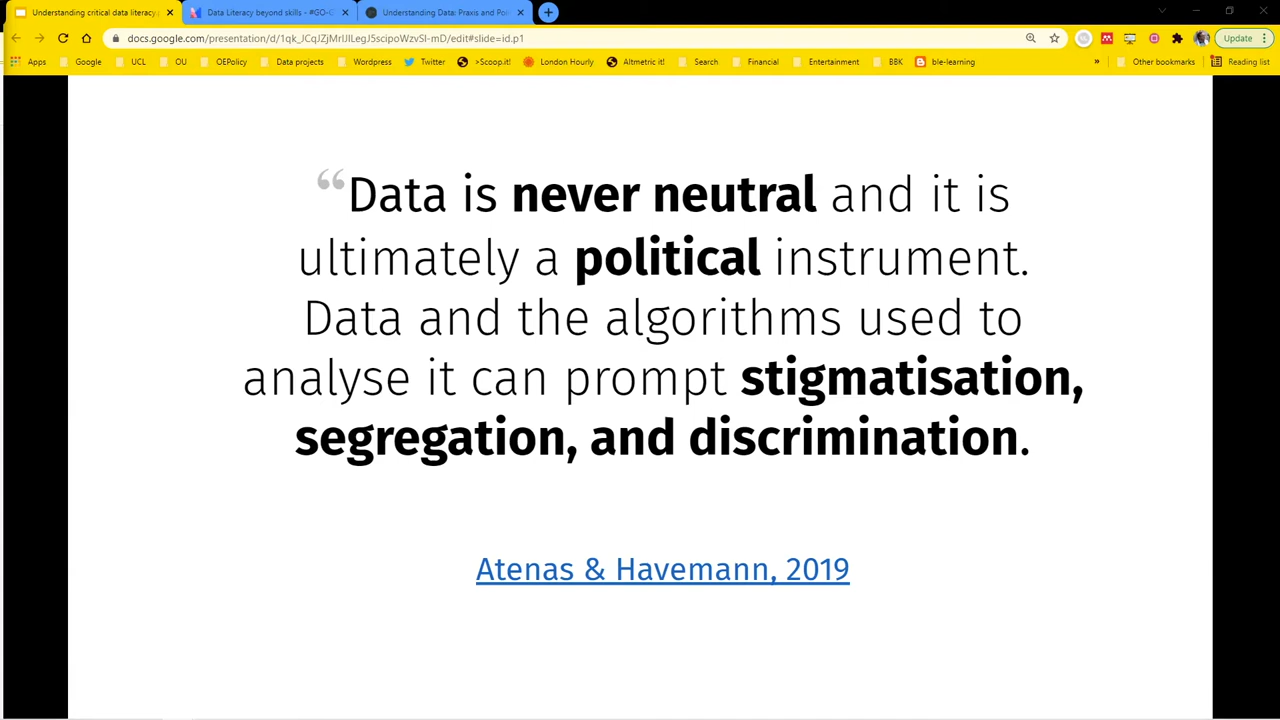 Understanding critical data literacy
Data Literacy beyond skills - #GO-G
Understanding Data: Praxis and Pol
docs.google.com/presentation/d/1qk_JCqJZjMrIJILegJ5scipoWzvSI-mD/edit#slide=id.p1
Update
Apps Google UCL OU OEPolicy Data projects Wordpress Twitter >Scoop.it! London Hourly Altmetric it! Search Financial Entertainment BBK ble-learning » Other bookmarks Reading list
“Data is never neutral and it is
ultimately a political instrument.
Data and the algorithms used to
analyse it can prompt stigmatisation,
segregation, and discrimination.
Atenas & Havemann, 2019